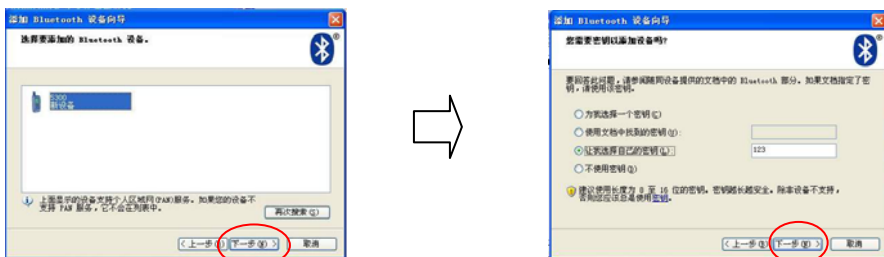 添加 Bluetooth 设备向导
选择要添加的 Bluetooth 设备。
5300
新设备
上面显示的设备支持个人区域网(PAN)服务。如果您的设备不
支持 PAN 服务，它不会在列表中。
再次搜索(S)
<上一步(B)
下一步(N) >
取消
添加 Bluetooth 设备向导
您需要密钥以添加设备吗?
要回答此问题，请参阅随同设备提供的文档中的 Bluetooth 部分。如果文档指定了密
钥，请使用该密钥。
为我选择一个密钥(C)
使用文档中找到的密钥(U):
让我选择自己的密钥(L):
123
不使用密钥(D)
建议使用长度为 8 至 16 位的密钥。密钥越长越安全。除非设备不支持，
否则您应该总是使用密钥。
<上一步(B)
下一步(N) >
取消